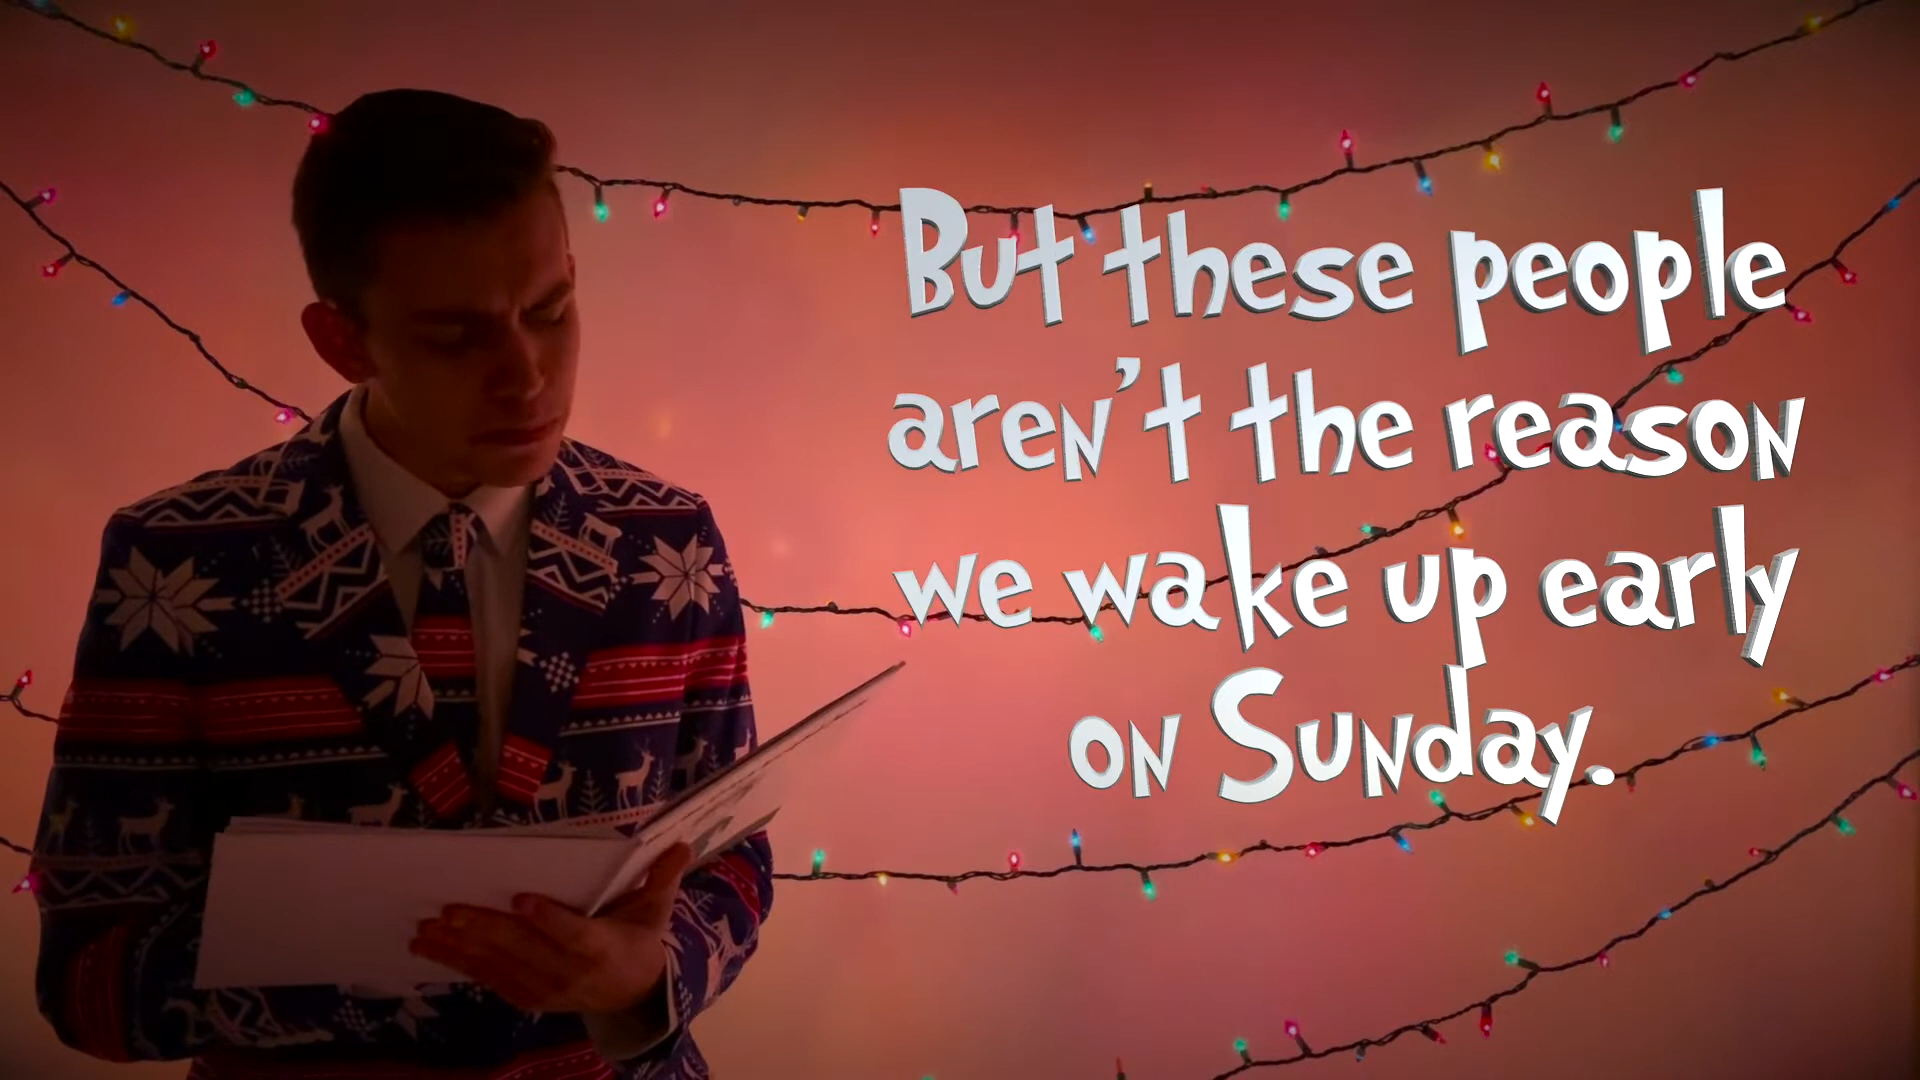 But these people
aren't the reason
we wake up early
on Sunday.